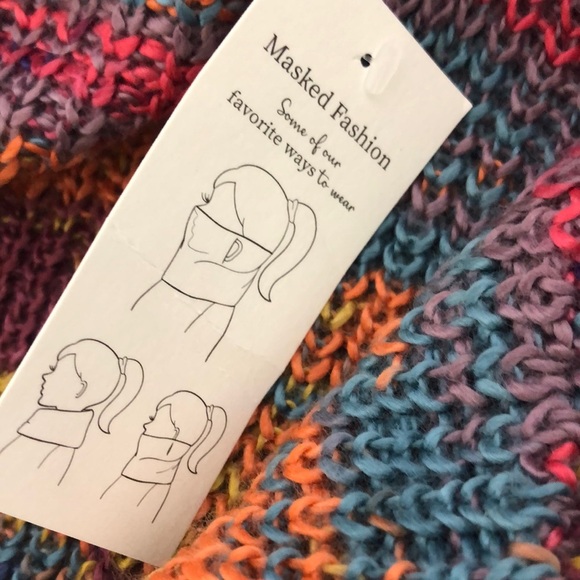 Masked Fashion
Some of our
favorite ways to wear